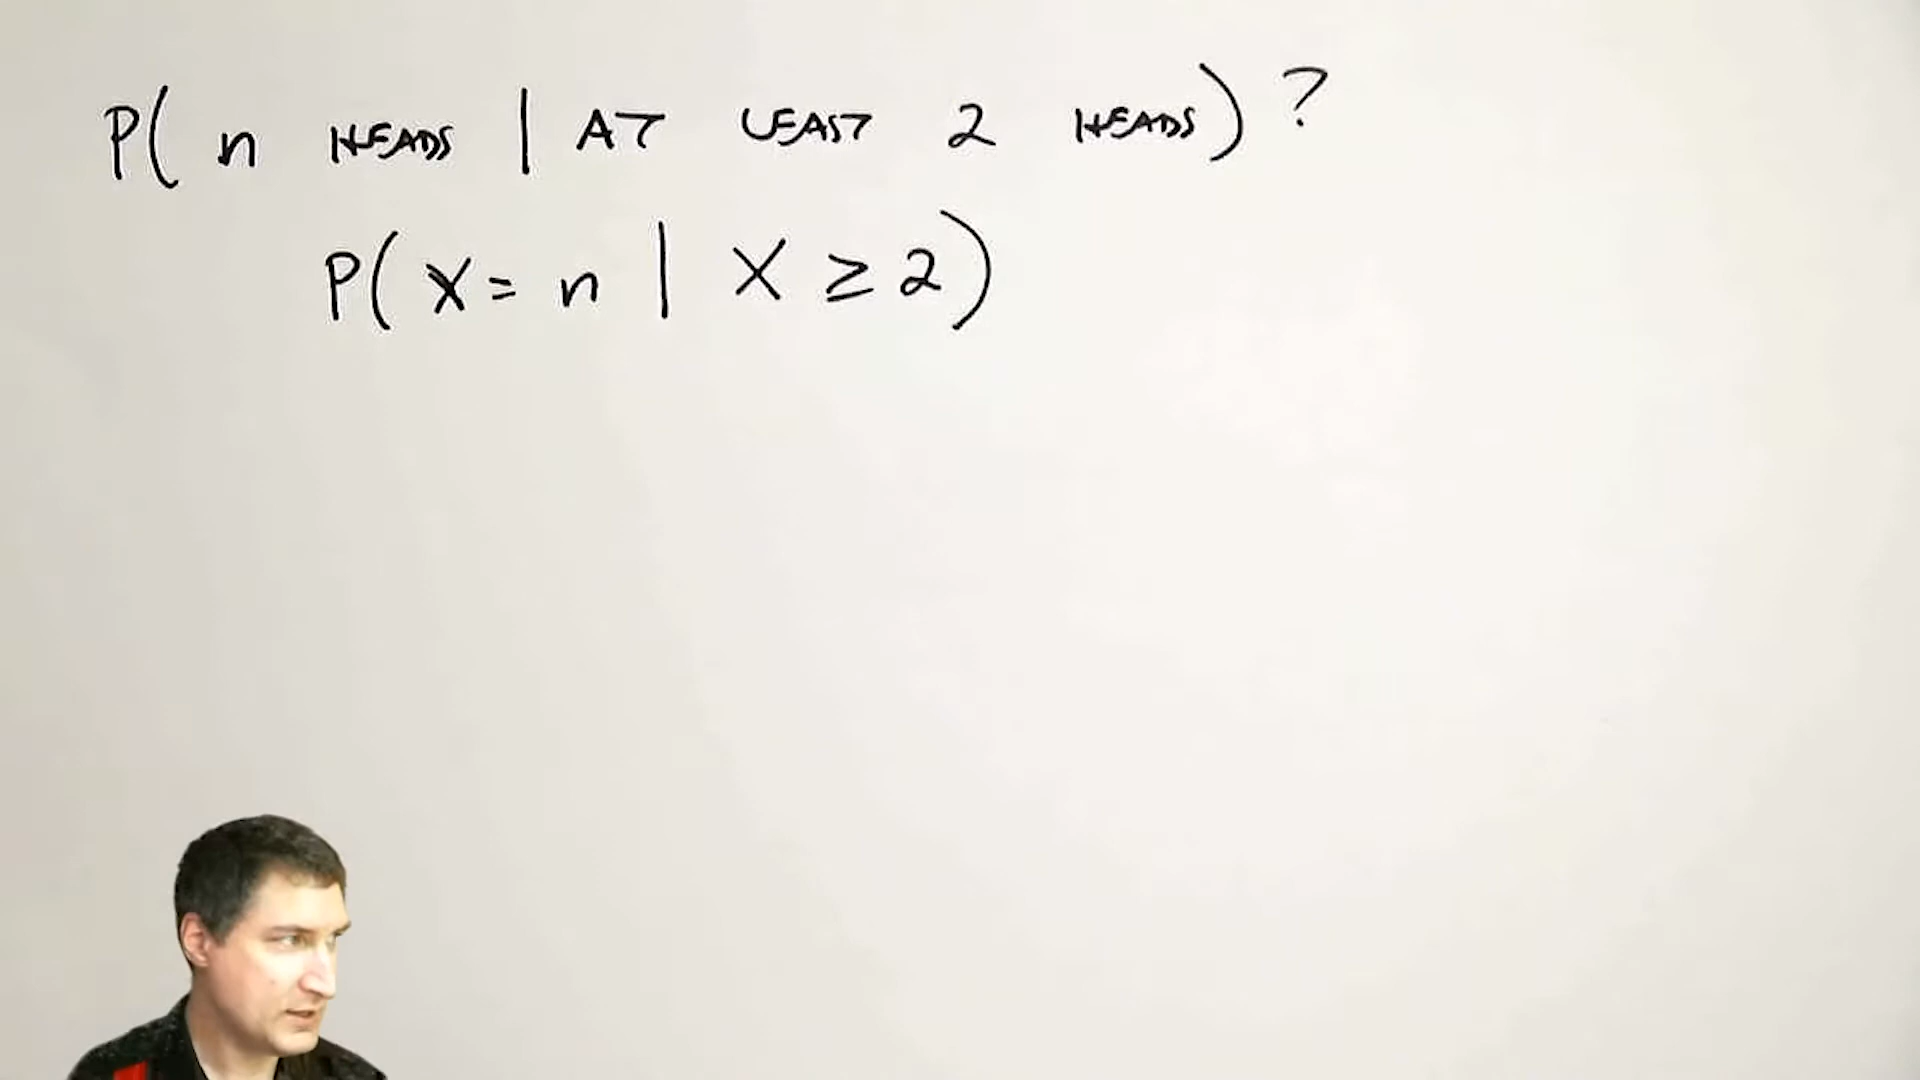 P( n HEADS | AT LEAST 2 HEADS) ?
P( X = n | X ≥ 2)